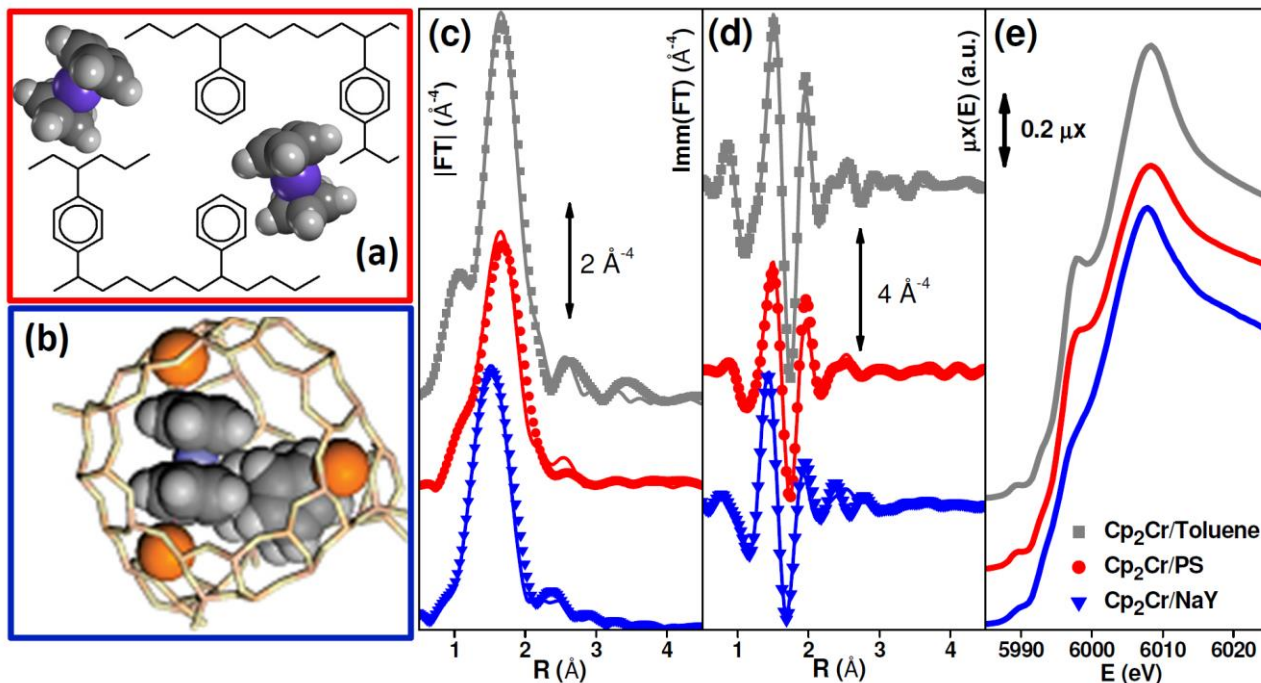 (a)
(b)
(c)
|FT| (Å⁻⁴)
2 Å⁻⁴
1 2 3 4
R (Å)
(d)
Imm(FT) (Å⁻⁴)
4 Å⁻⁴
1 2 3 4
R (Å)
(e)
μx(E) (a.u.)
0.2 μx
Cp₂Cr/Toluene
Cp₂Cr/PS
Cp₂Cr/NaY
5990 6000 6010 6020
E (eV)